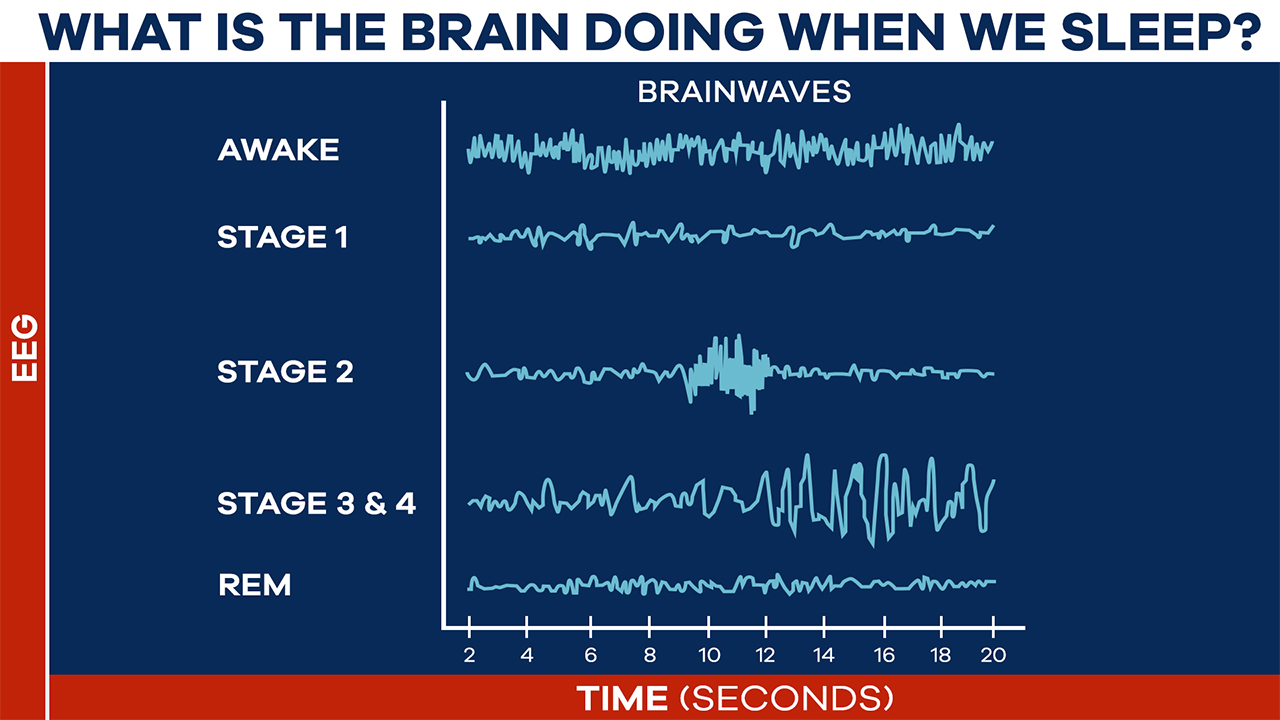 WHAT IS THE BRAIN DOING WHEN WE SLEEP?
BRAINWAVES
AWAKE
STAGE 1
STAGE 2
STAGE 3 & 4
REM
EEG
2 4 6 8 10 12 14 16 18 20
TIME (SECONDS)